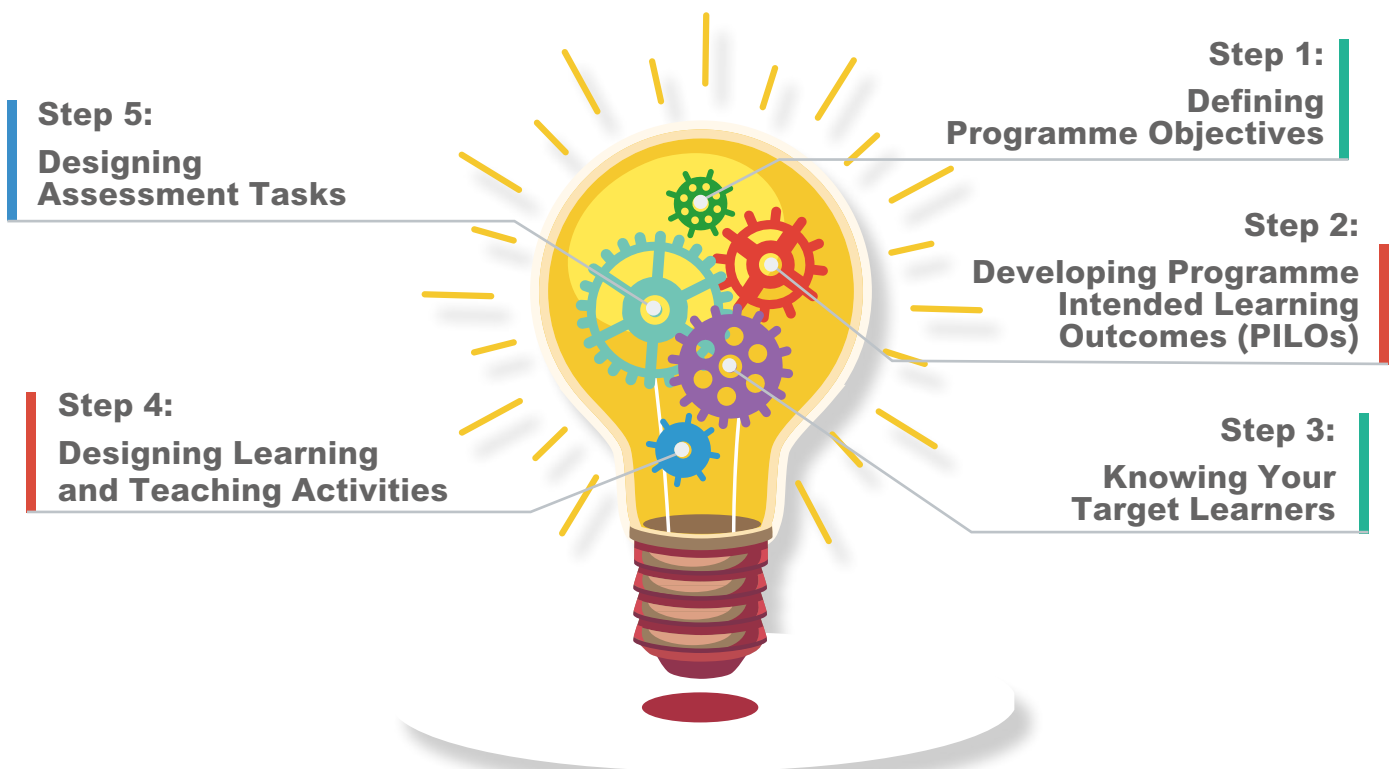 Step 1:
Defining
Programme Objectives
Step 2:
Developing Programme
Intended Learning
Outcomes (PILOs)
Step 3:
Knowing Your
Target Learners
Step 4:
Designing Learning
and Teaching Activities
Step 5:
Designing
Assessment Tasks